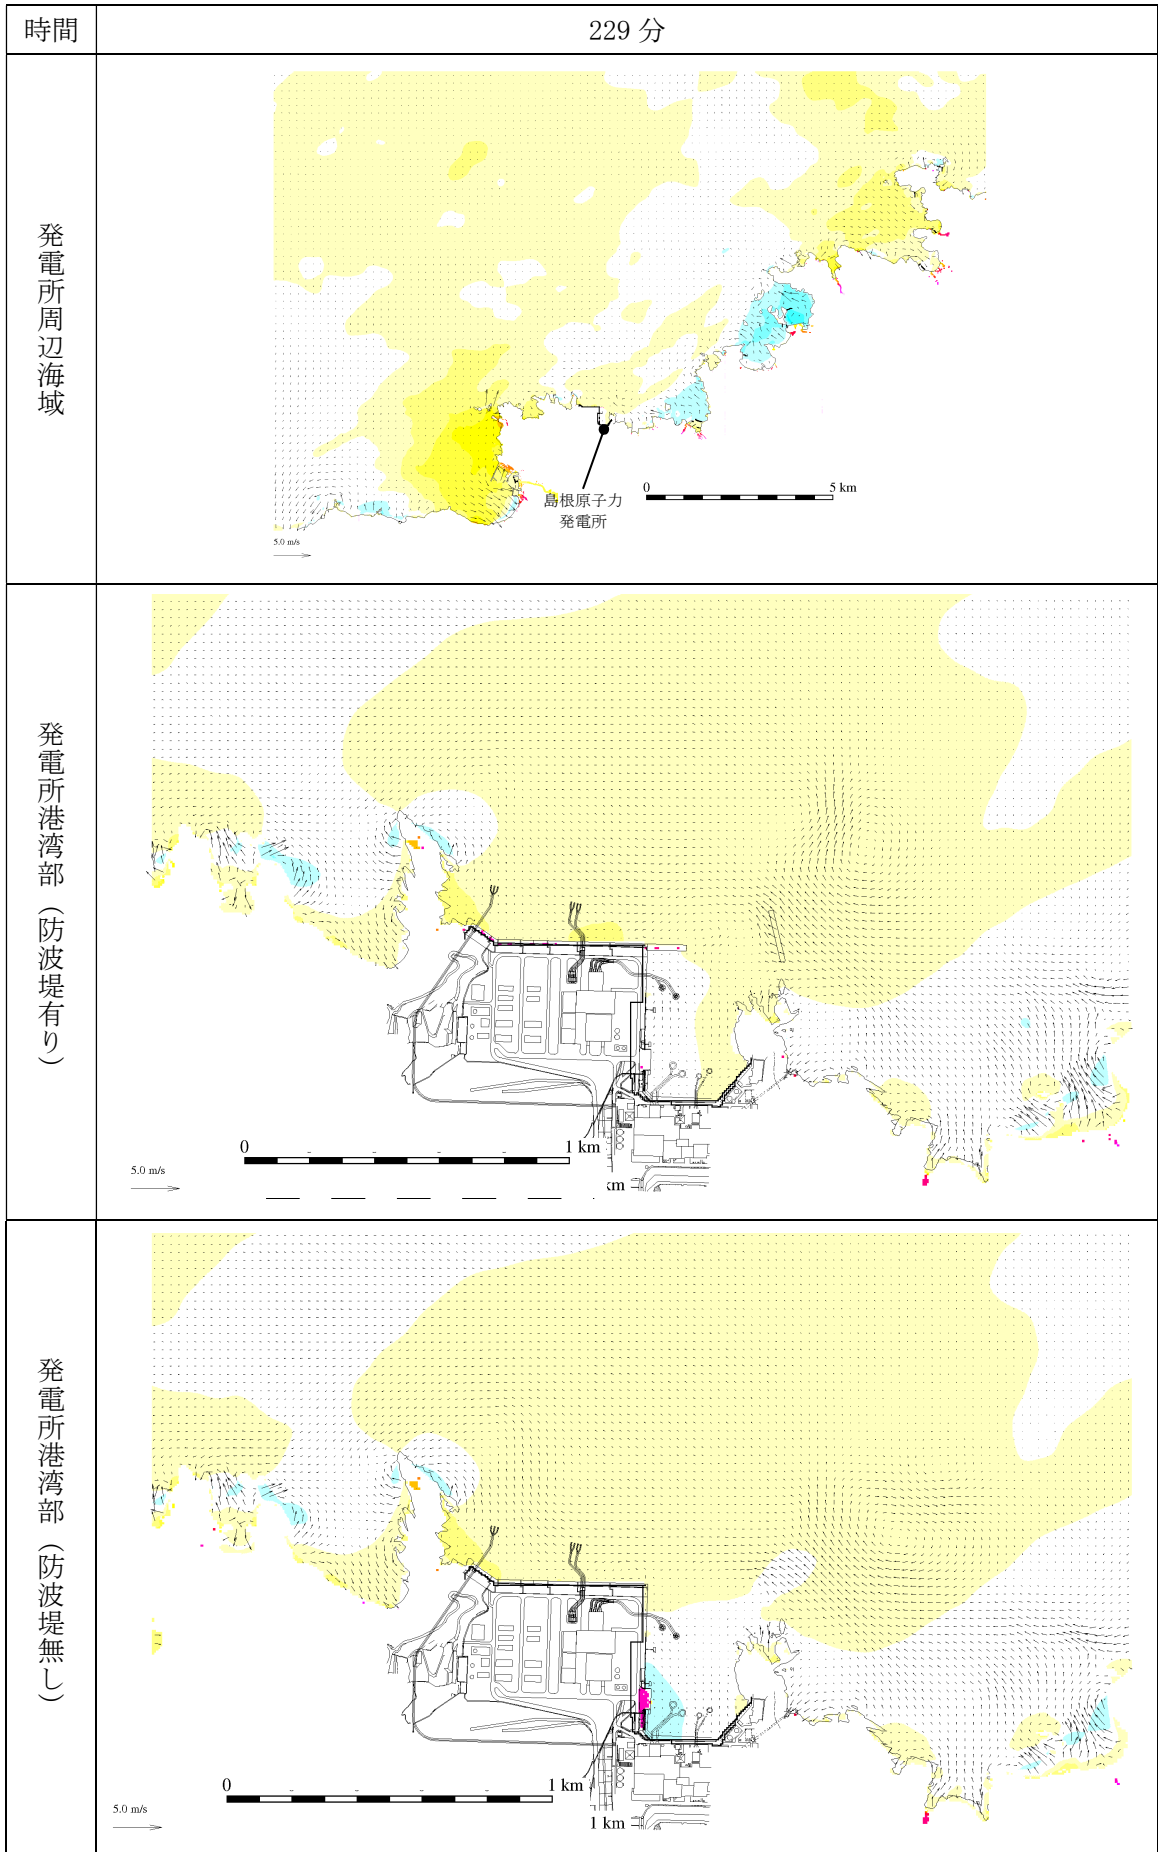 時間
229 分
発電所周辺海域
島根原子力
発電所
0
5 km
5.0 m/s
発電所港湾部（防波堤有り）
0
1 km
km
5.0 m/s
発電所港湾部（防波堤無し）
0
1 km
1 km
5.0 m/s